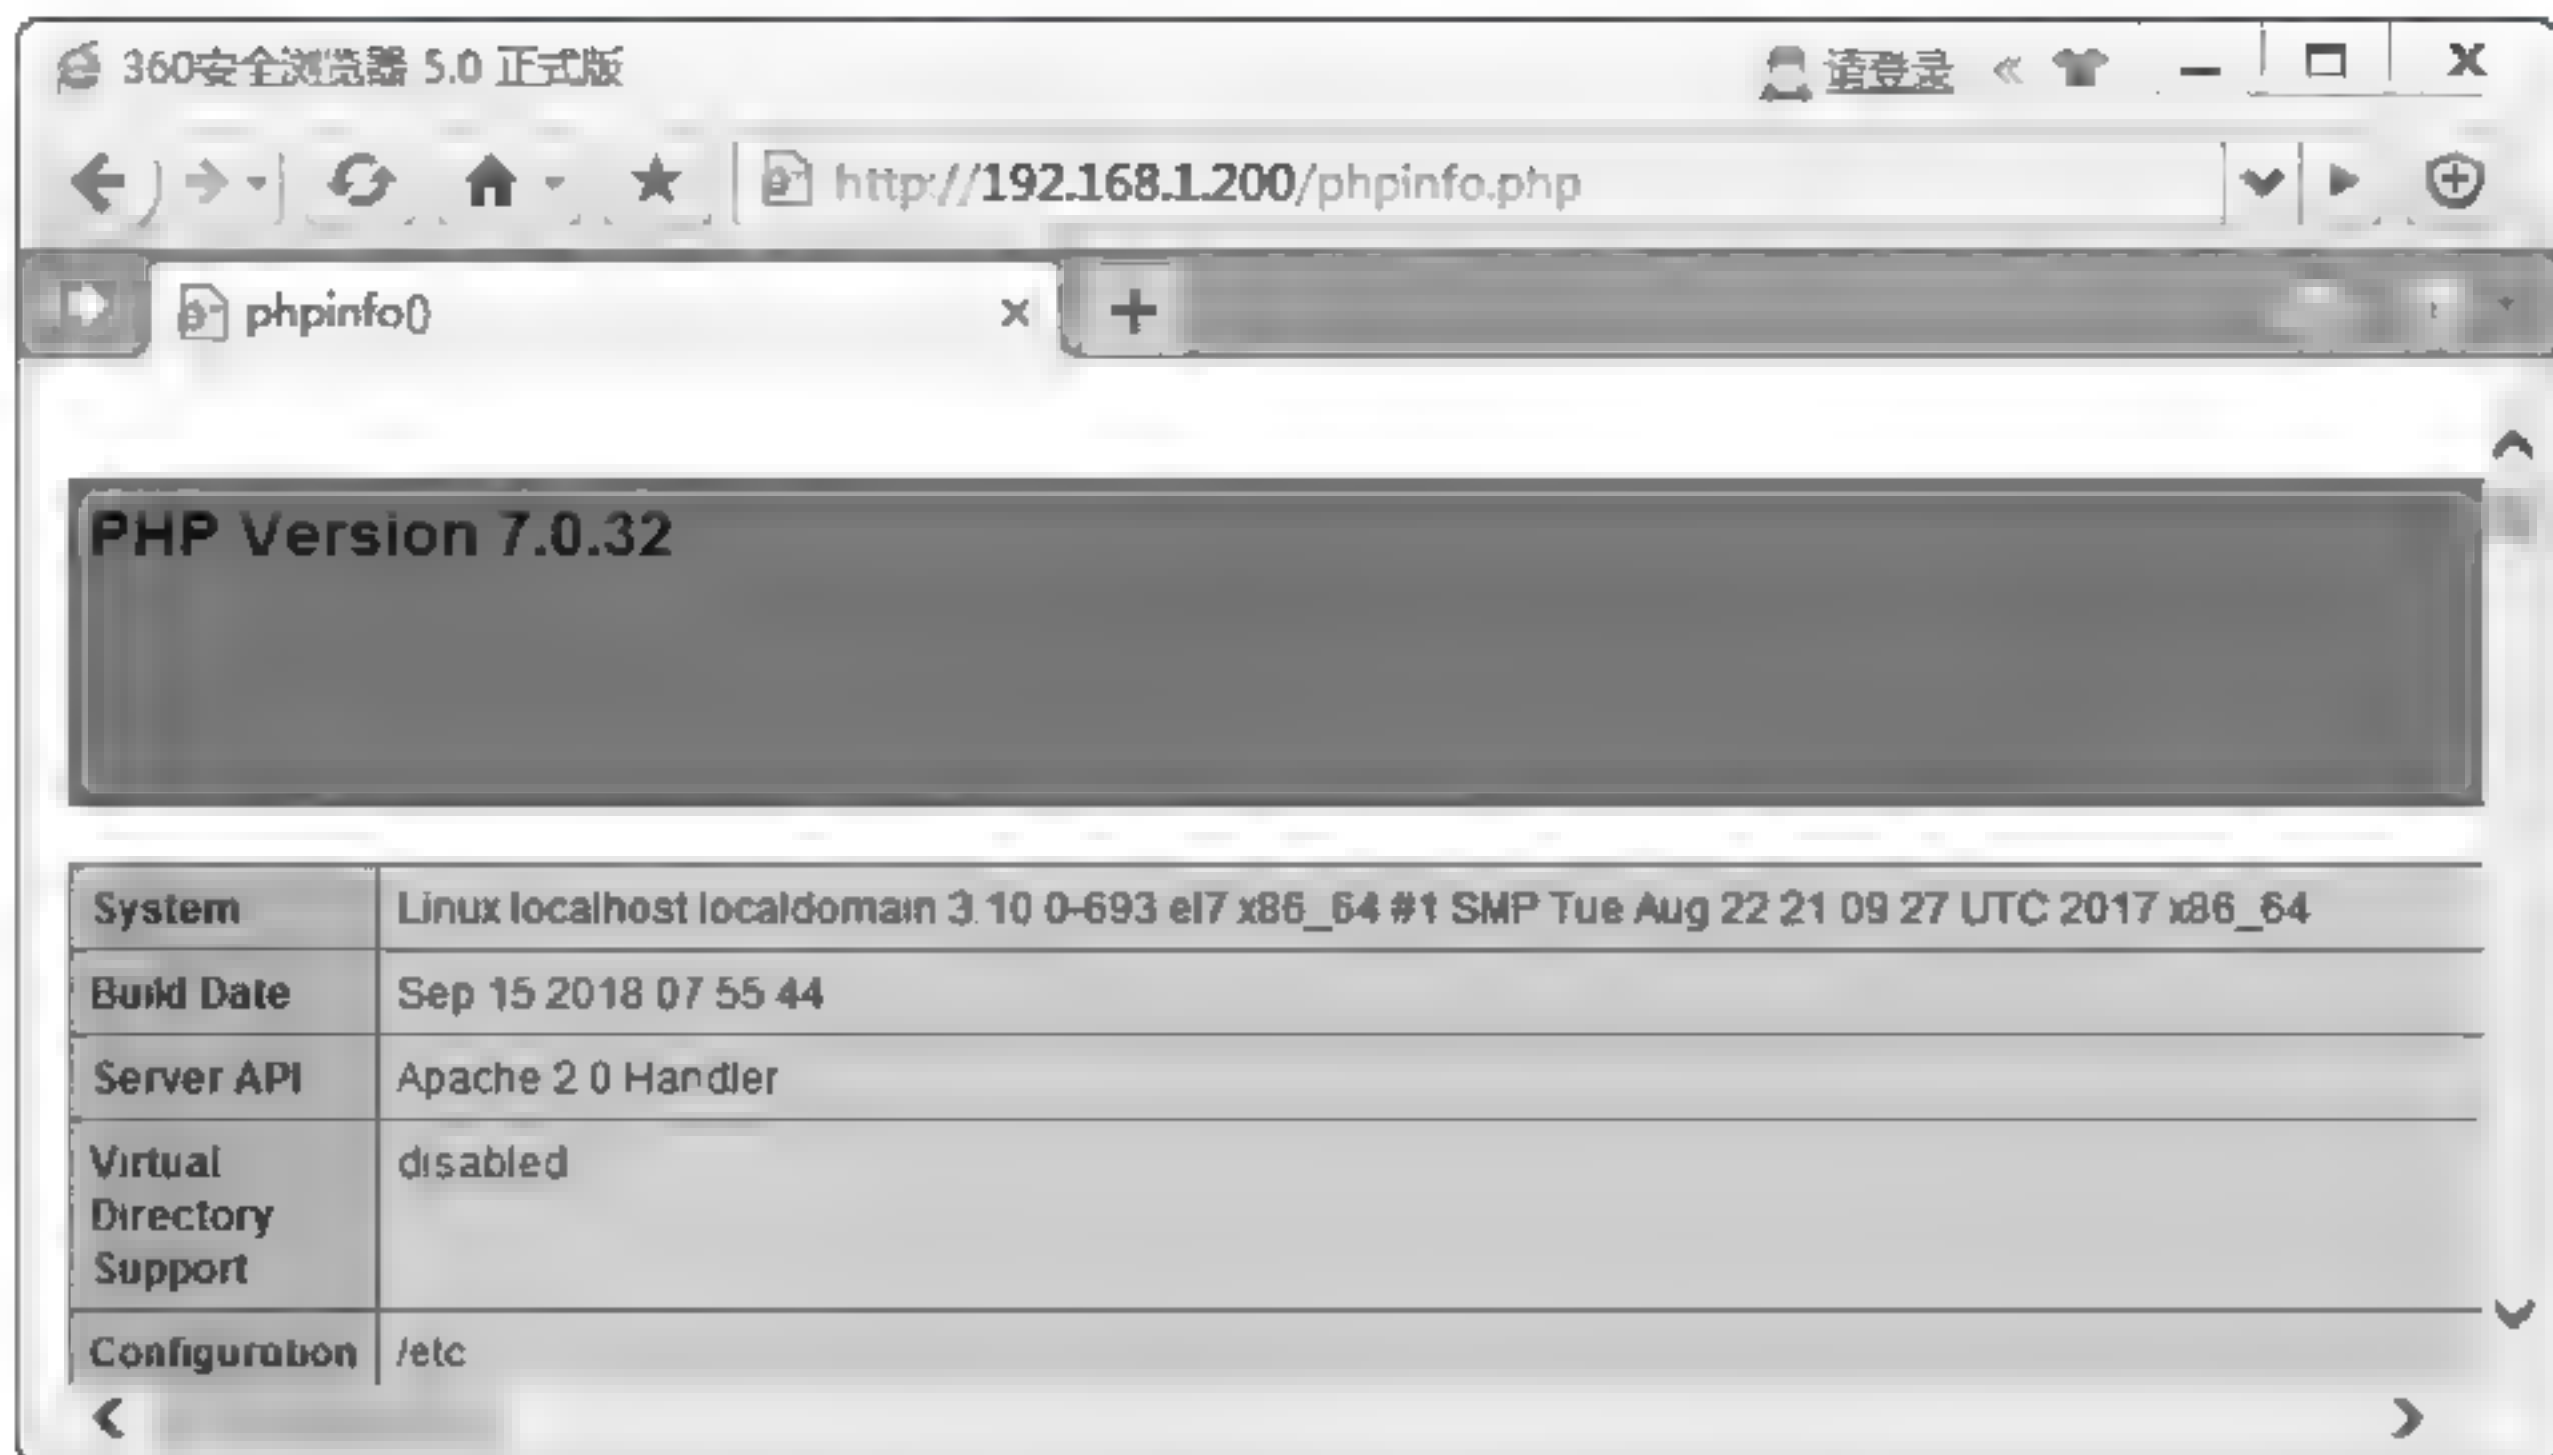 360安全浏览器 5.0 正式版 请登录 «
http://192.168.1.200/phpinfo.php
phpinfo()
PHP Version 7.0.32
System Linux localhost localdomain 3.10 0-693 el7 x86_64 #1 SMP Tue Aug 22 21 09 27 UTC 2017 x86_64
Build Date Sep 15 2018 07 55 44
Server API Apache 2 0 Handler
Virtual disabled
Directory
Support
Configuration /etc